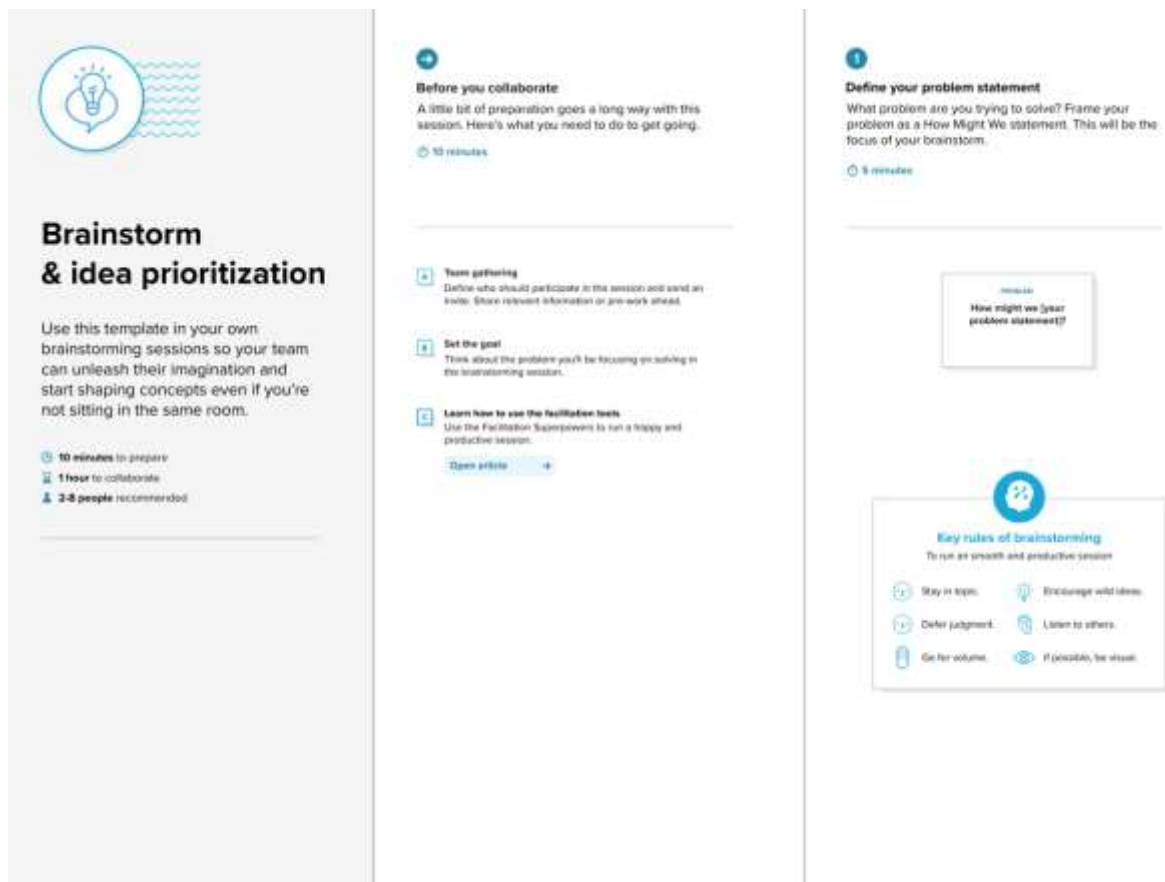 Brainstorm
& idea prioritization
Use this template in your own
brainstorming sessions so your team
can unleash their imagination and
start shaping concepts even if you're
not sitting in the same room.
10 minutes to prepare
1 hour to collaborate
2-8 people recommended
Before you collaborate
A little bit of preparation goes a long way with this
session. Here's what you need to do to get going.
10 minutes
A
Team gathering
Define who should participate in the session and send an
invite. Share relevant information or pre-work ahead.
B
Set the goal
Think about the problem you'll be focusing on solving in
the brainstorming session.
C
Learn how to use the facilitation tools
Use the Facilitation Superpowers to run a happy and
productive session.
Open article
1
Define your problem statement
What problem are you trying to solve? Frame your
problem as a How Might We statement. This will be the
focus of your brainstorm.
5 minutes
PROBLEM
How might we [your
problem statement]?
Key rules of brainstorming
To run an smooth and productive session
Stay in topic.
Encourage wild ideas.
Defer judgment.
Listen to others.
Go for volume.
If possible, be visual.